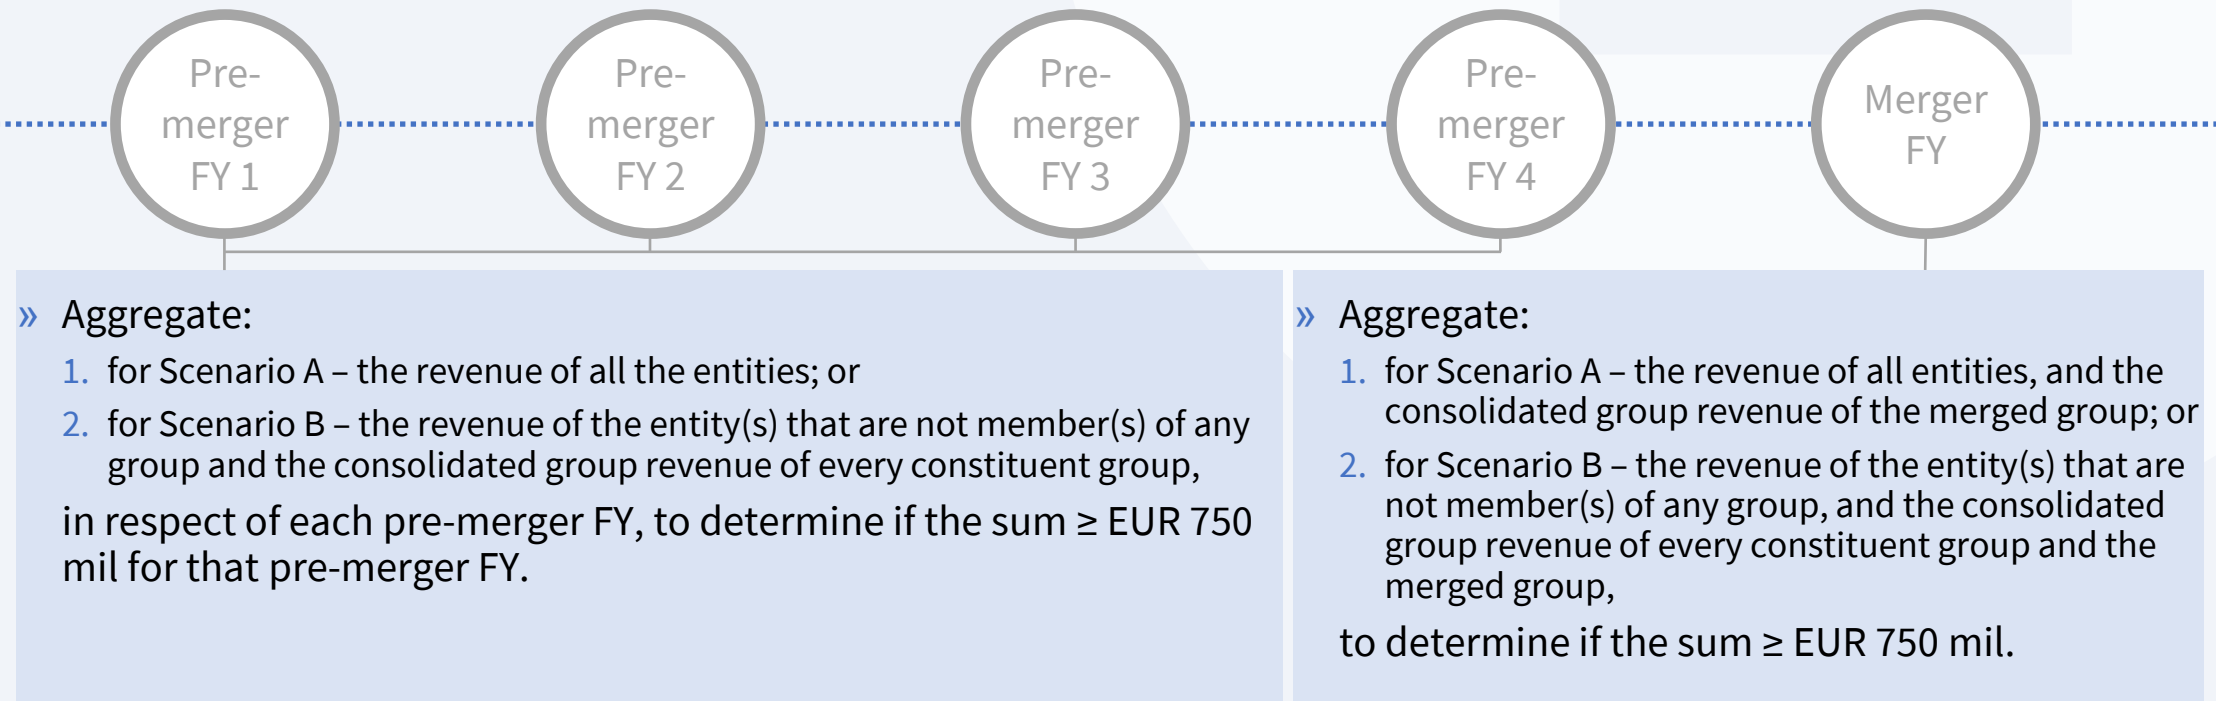 Pre-
merger
FY 1
Pre-
merger
FY 2
Pre-
merger
FY 3
Pre-
merger
FY 4
Merger
FY
» Aggregate:
1. for Scenario A – the revenue of all the entities; or
2. for Scenario B – the revenue of the entity(s) that are not member(s) of any
group and the consolidated group revenue of every constituent group,
in respect of each pre-merger FY, to determine if the sum ≥ EUR 750
mil for that pre-merger FY.
» Aggregate:
1. for Scenario A – the revenue of all entities, and the
consolidated group revenue of the merged group; or
2. for Scenario B – the revenue of the entity(s) that are
not member(s) of any group, and the consolidated
group revenue of every constituent group and the
merged group,
to determine if the sum ≥ EUR 750 mil.